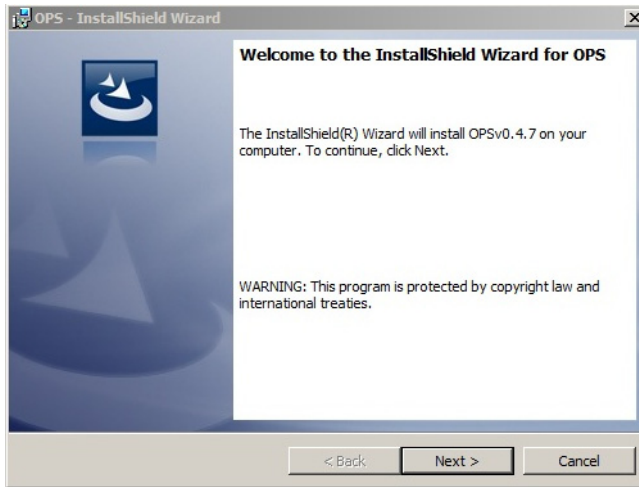 OPS - InstallShield Wizard
Welcome to the InstallShield Wizard for OPS
The InstallShield(R) Wizard will install OPSv0.4.7 on your
computer. To continue, click Next.
WARNING: This program is protected by copyright law and
international treaties.
< Back
Next >
Cancel